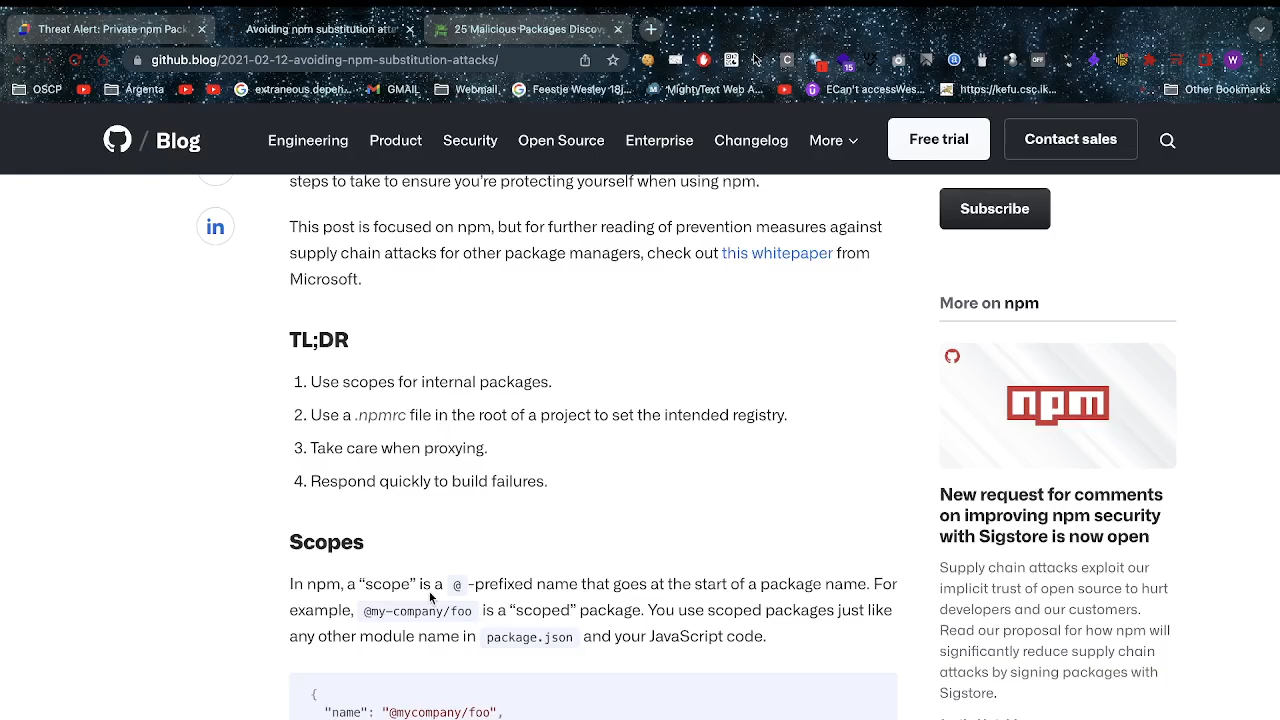 Threat Alert: Private npm Pack
Avoiding npm substitution atta
25 Malicious Packages Discov
github.blog/2021-02-12-avoiding-npm-substitution-attacks/
C
1
15
OFF
W
OSCP
Argenta
extraneous.depen...
GMAIL
Webmail
Feestje Wesley 18j...
MightyText Web A...
ECan't accessWes...
https://kefu.csc.lk...
Other Bookmarks
/ Blog
Engineering
Product
Security
Open Source
Enterprise
Changelog
More
Free trial
Contact sales
steps to take to ensure you're protecting yourself when using npm.
This post is focused on npm, but for further reading of prevention measures against
supply chain attacks for other package managers, check out this whitepaper from
Microsoft.
TL;DR
1. Use scopes for internal packages.
2. Use a .npmrc file in the root of a project to set the intended registry.
3. Take care when proxying.
4. Respond quickly to build failures.
Scopes
In npm, a “scope” is a @ -prefixed name that goes at the start of a package name. For
example, @my-company/foo is a “scoped” package. You use scoped packages just like
any other module name in package.json and your JavaScript code.
{
"name": "@mycompany/foo",
in
Subscribe
More on npm
npm
New request for comments
on improving npm security
with Sigstore is now open
Supply chain attacks exploit our
implicit trust of open source to hurt
developers and our customers.
Read our proposal for how npm will
significantly reduce supply chain
attacks by signing packages with
Sigstore.